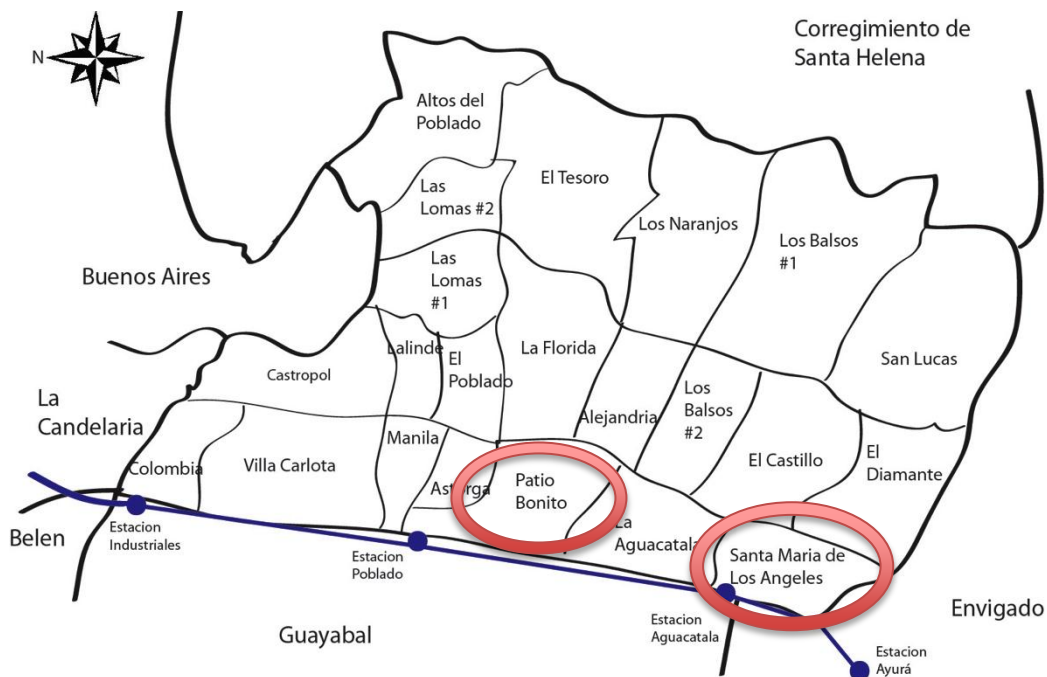 N
Corregimiento de
Santa Helena
Altos del
Poblado
El Tesoro
Las
Lomas #2
Los Naranjos
Los Balsos
#1
Buenos Aires
Las
Lomas
#1
Lalinde
El
Poblado
La Florida
San Lucas
Castropol
La
Candelaria
Los
Balsos
#2
Alejandria
Manila
Colombia
Villa Carlota
El Castillo
El
Diamante
Astorga
Patio
Bonito
La
Aguacatala
Belen
Estacion
Industriales
Estacion
Poblado
Santa Maria de
Los Angeles
Guayabal
Estacion
Aguacatala
Envigado
Estacion
Ayurá